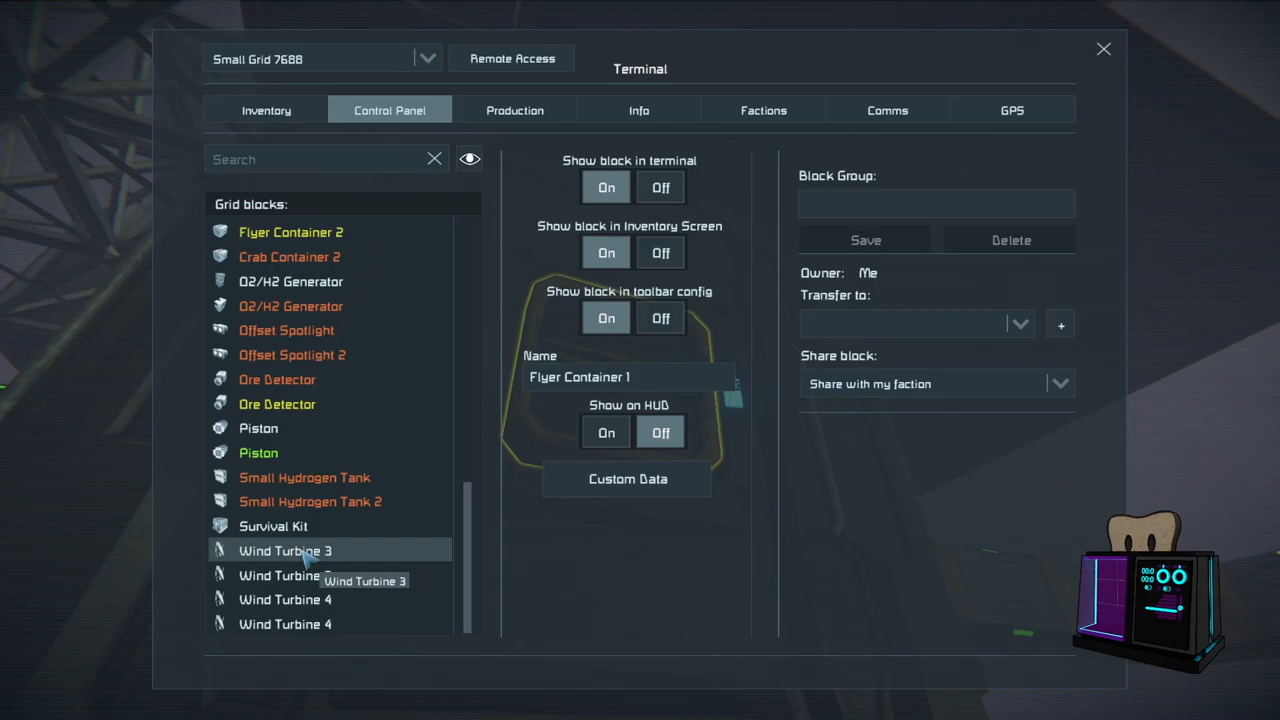 Small Grid 7688
Remote Access
Terminal
Inventory
Control Panel
Production
Info
Factions
Comms
GPS
Search
Grid blocks:
Flyer Container 2
Crab Container 2
O2/H2 Generator
O2/H2 Generator
Offset Spotlight
Offset Spotlight 2
Ore Detector
Ore Detector
Piston
Piston
Small Hydrogen Tank
Small Hydrogen Tank 2
Survival Kit
Wind Turbine 3
Wind Turbine
Wind Turbine 3
Wind Turbine 4
Wind Turbine 4
Show block in terminal
On Off
Show block in Inventory Screen
On Off
Show block in toolbar config
On Off
Name
Flyer Container 1
Show on HUD
On Off
Custom Data
Block Group:
Save
Delete
Owner: Me
Transfer to:
+
Share block:
Share with my faction